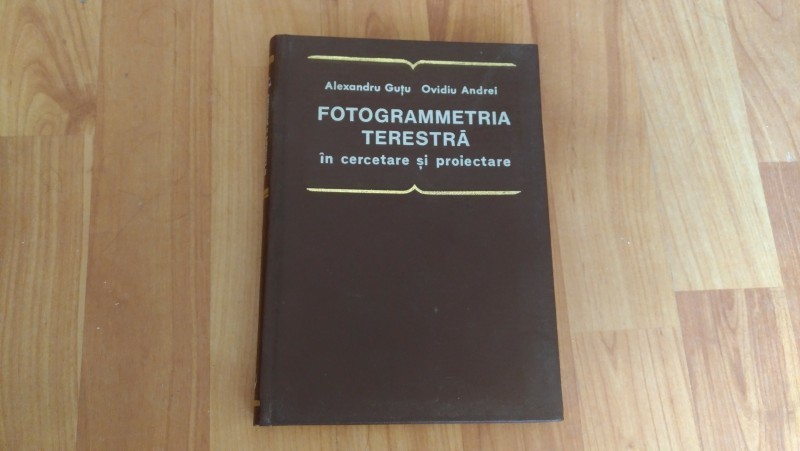 Alexandru Guțu Ovidiu Andrei
FOTOGRAMMETRIA
TERESTRĂ
în cercetare și proiectare